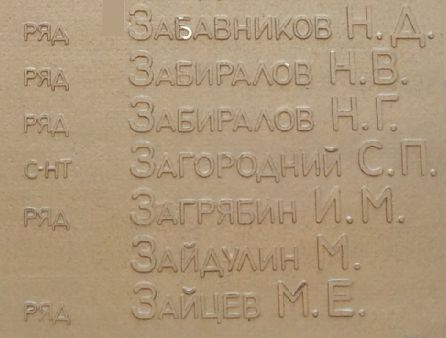 РЯД ЗАБАВНИКОВ Н.Д.
РЯД ЗАБИРАЛОВ Н.В.
РЯД ЗАБИРАЛОВ Н.Г.
С-НТ ЗАГОРОДНИЙ С.П.
РЯД ЗАГРЯБИН И.М.
ЗАЙДУЛИН М.
РЯД ЗАЙЦЕВ М.Е.